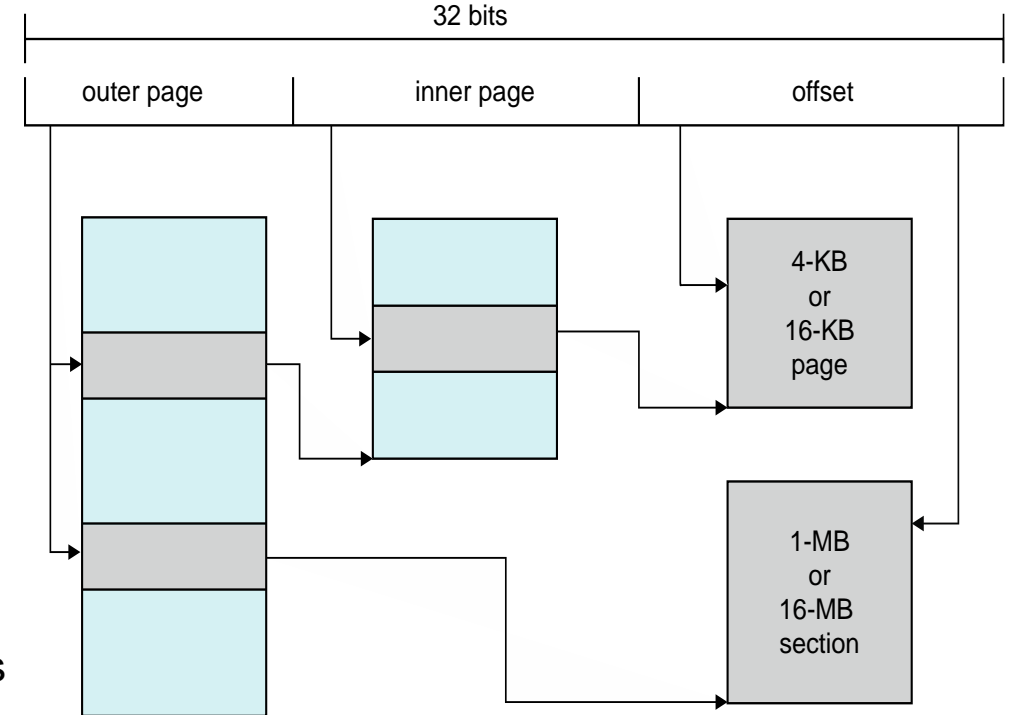 32 bits
outer page
inner page
offset
4-KB
or
16-KB
page
1-MB
or
16-MB
section
s